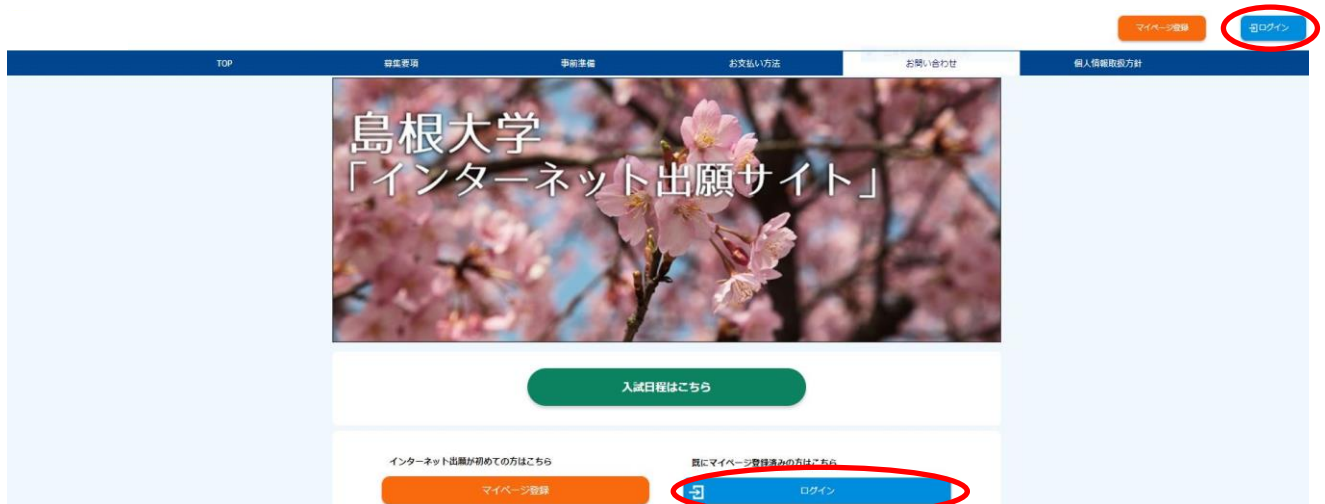 マイページ登録
ログイン
TOP
募集要項
事前準備
お支払い方法
お問い合わせ
個人情報取扱方針
島根大学
「インターネット出願サイト」
入試日程はこちら
インターネット出願が初めての方はこちら
既にマイページ登録済みの方はこちら
マイページ登録
ログイン